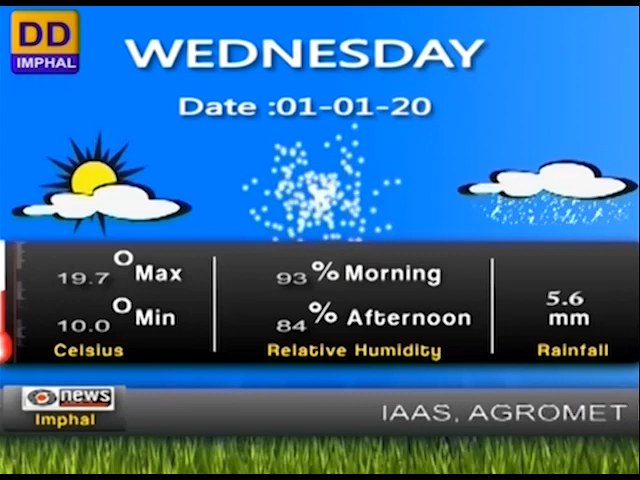 DD
IMPHAL
WEDNESDAY
Date :01-01-20
19.7 O Max
10.0 O Min
Celsius
93 % Morning
84 % Afternoon
Relative Humidity
5.6
mm
Rainfall
news
Imphal
IAAS, AGROMET